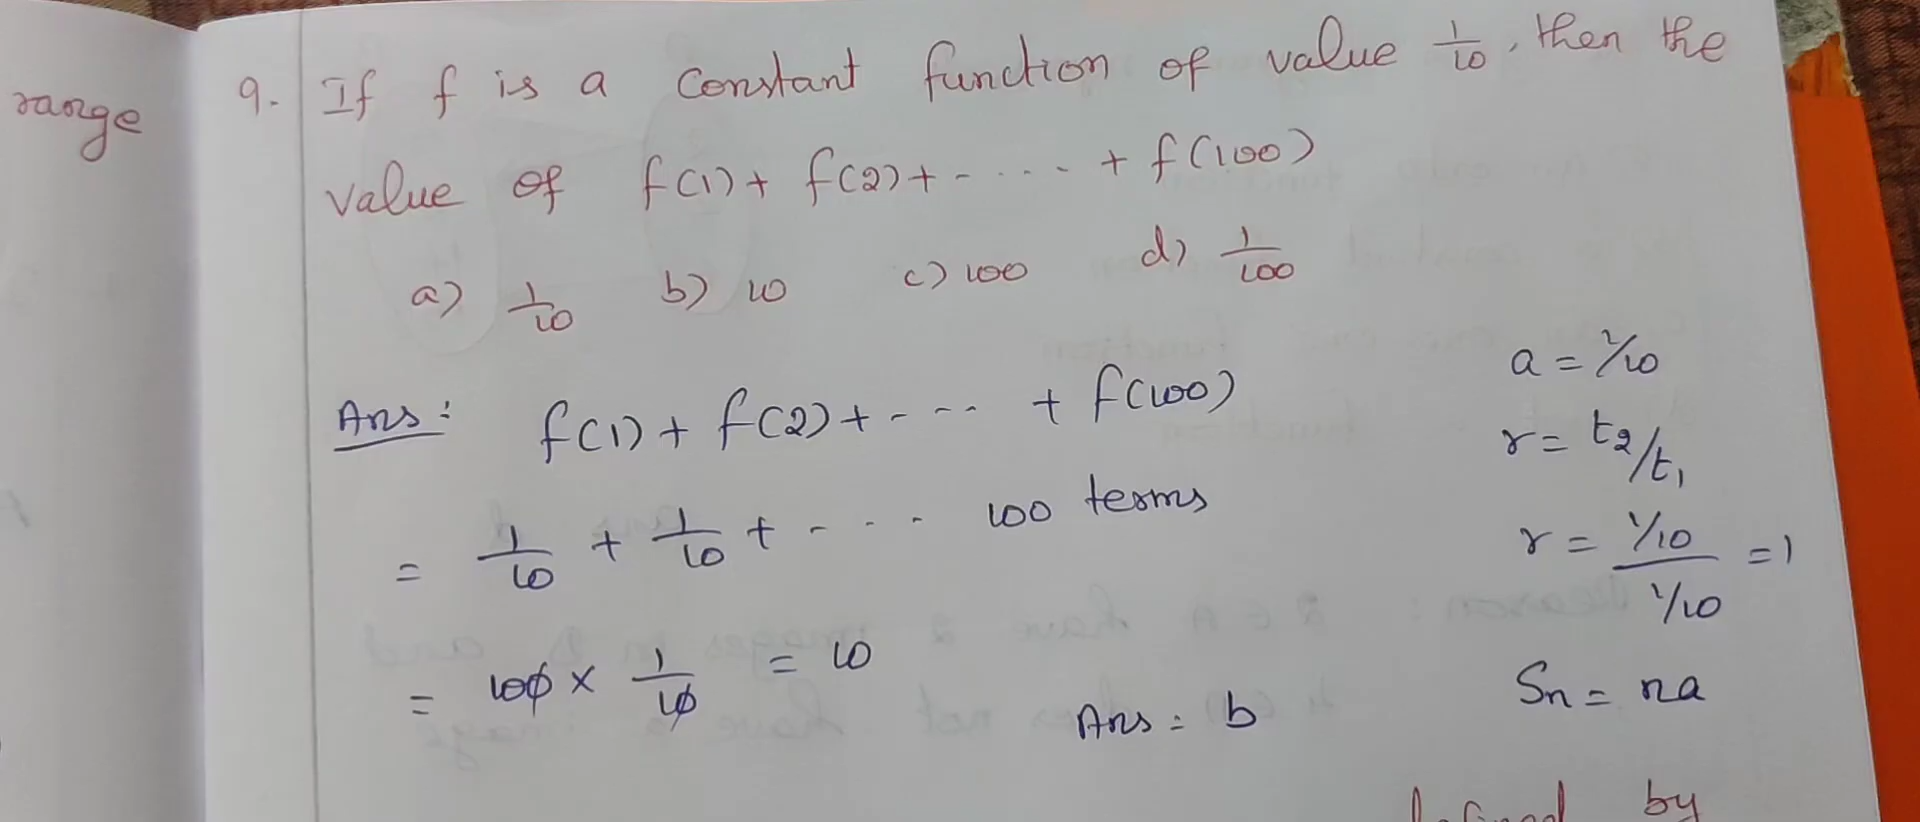 range
9. If f is a Constant function of value 1/10, then the
value of f(1) + f(2) + - . . . - + f(100)
a) 1/10 b) 10 c) 100 d) 1/100
Ans: f(1) + f(2) + - - - - + f(100)
= 1/10 + 1/10 + - . . . 100 terms
= 100 × 1/10 = 10
Ans: b
a = 1/10
r = t2/t1
r = 1/10 / 1/10 = 1
Sn = na
by